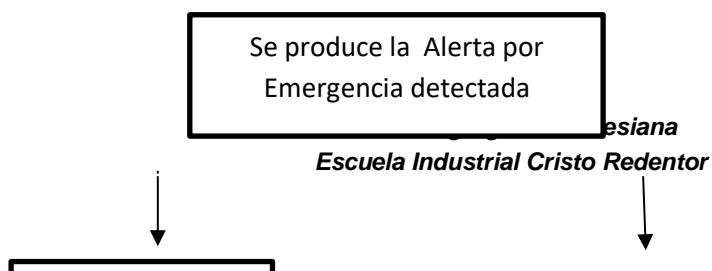 Se produce la Alerta por
Emergencia detectada
esiana
Escuela Industrial Cristo Redentor